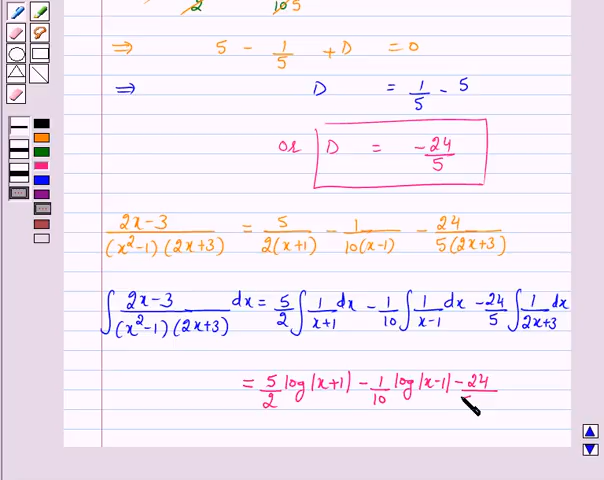 2 10 5
⇒ 5 - 1/5 + D = 0
⇒ D = 1/5 - 5
or D = -24/5
2x-3/(x²-1)(2x+3) = 5/2(x+1) - 1/10(x-1) - 24/5(2x+3)
∫ 2x-3/(x²-1)(2x+3) dx = 5/2 ∫ 1/x+1 dx - 1/10 ∫ 1/x-1 dx - 24/5 ∫ 1/2x+3 dx
= 5/2 log|x+1| - 1/10 log|x-1| - 24